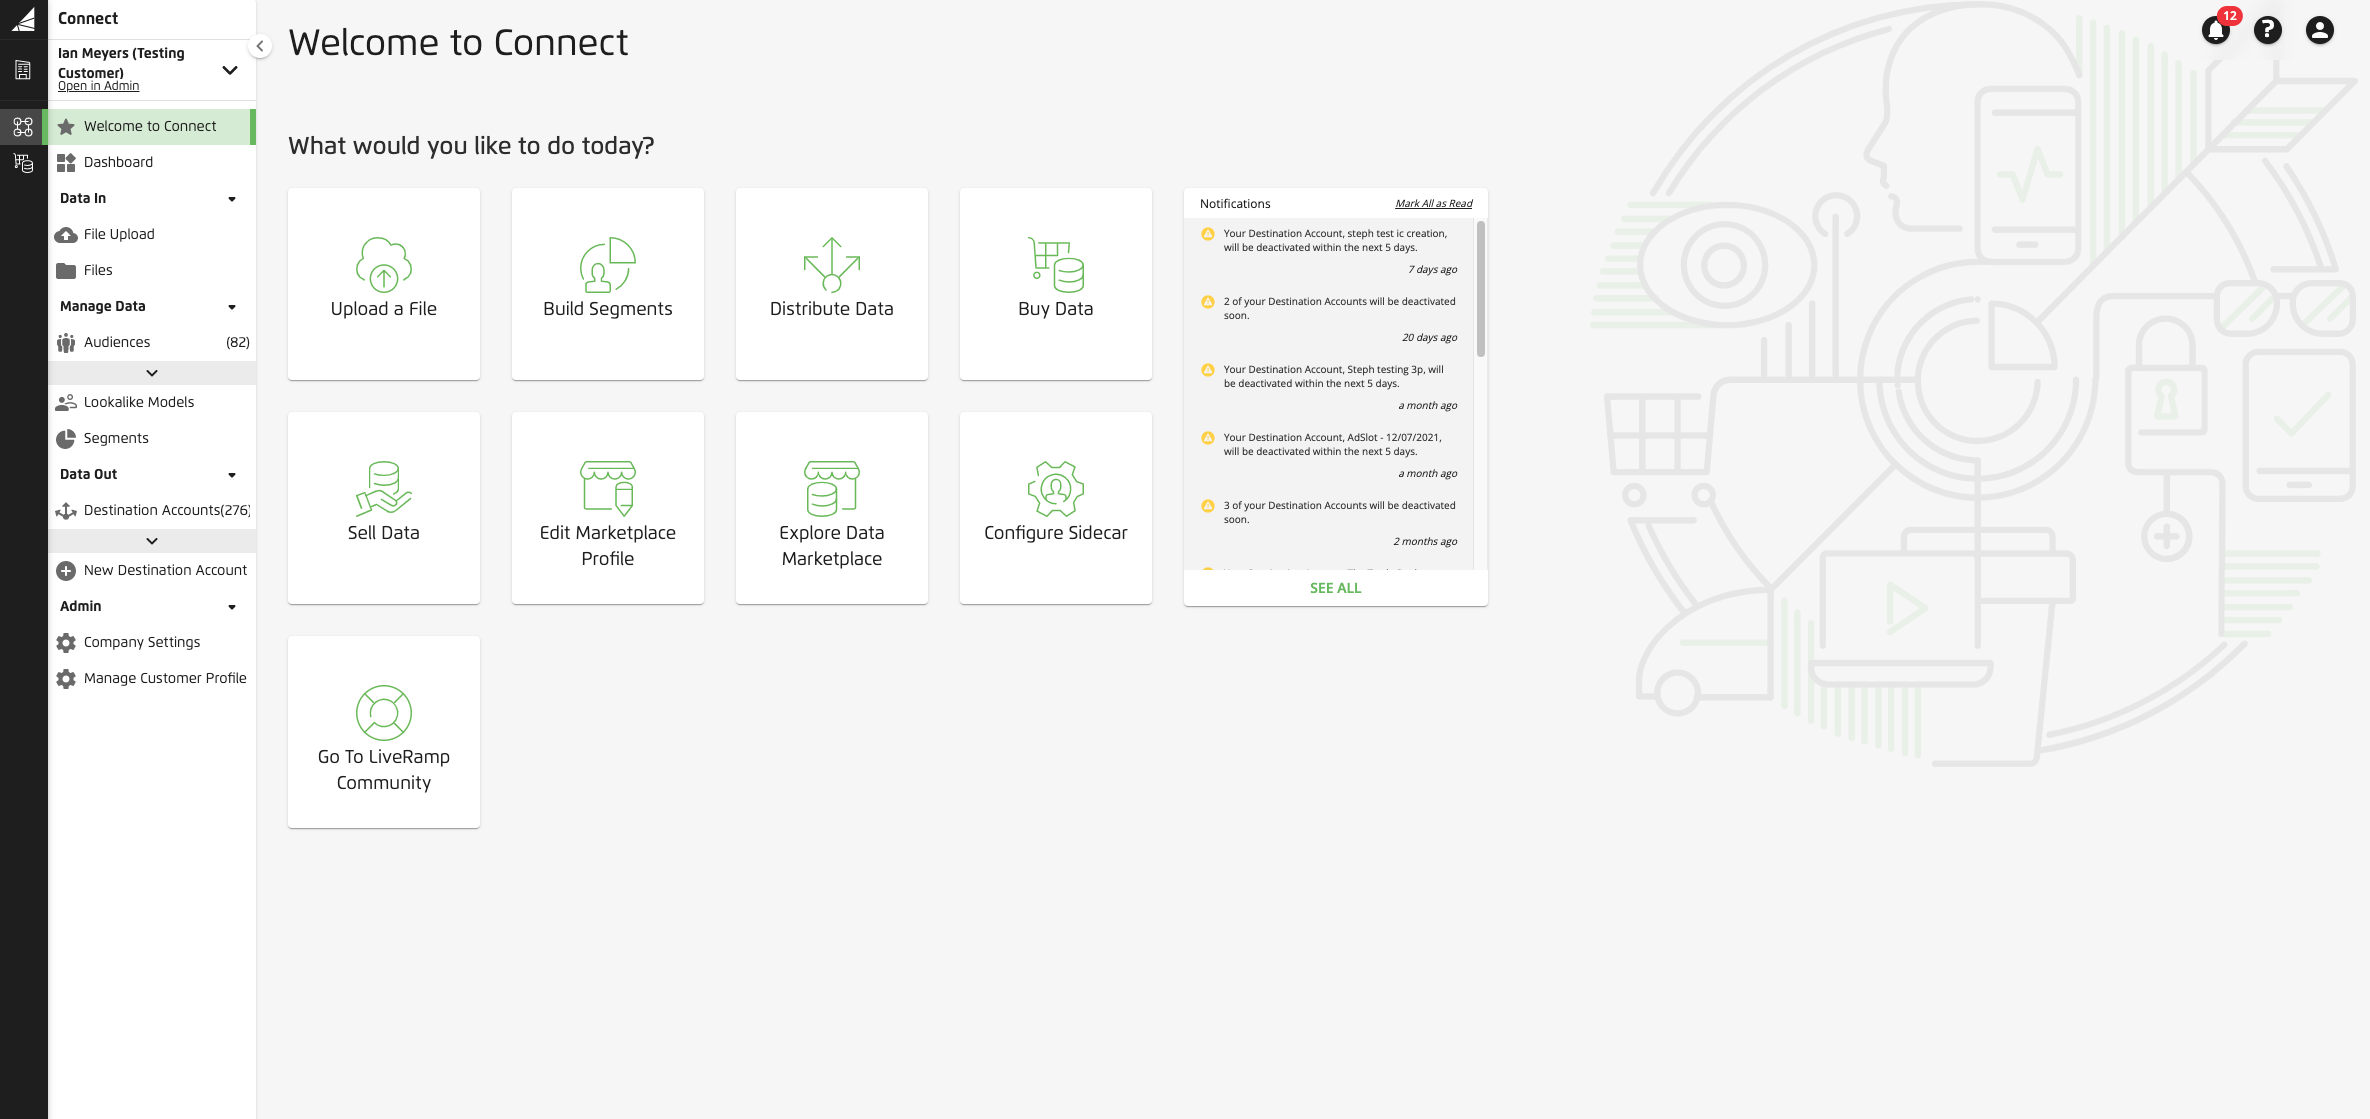 Connect
Ian Meyers (Testing
Customer)
Open in Admin
Welcome to Connect
Dashboard
Data In
File Upload
Files
Manage Data
Audiences (82)
Lookalike Models
Segments
Data Out
Destination Accounts(276)
New Destination Account
Admin
Company Settings
Manage Customer Profile
Welcome to Connect
12
?
What would you like to do today?
Upload a File
Build Segments
Distribute Data
Buy Data
Sell Data
Edit Marketplace
Profile
Explore Data
Marketplace
Configure Sidecar
Go To LiveRamp
Community
Notifications
Mark All as Read
Your Destination Account, steph test ic creation,
will be deactivated within the next 5 days.
7 days ago
2 of your Destination Accounts will be deactivated
soon.
20 days ago
Your Destination Account, Steph testing 3p, will
be deactivated within the next 5 days.
a month ago
Your Destination Account, AdSlot - 12/07/2021,
will be deactivated within the next 5 days.
a month ago
3 of your Destination Accounts will be deactivated
soon.
2 months ago
SEE ALL